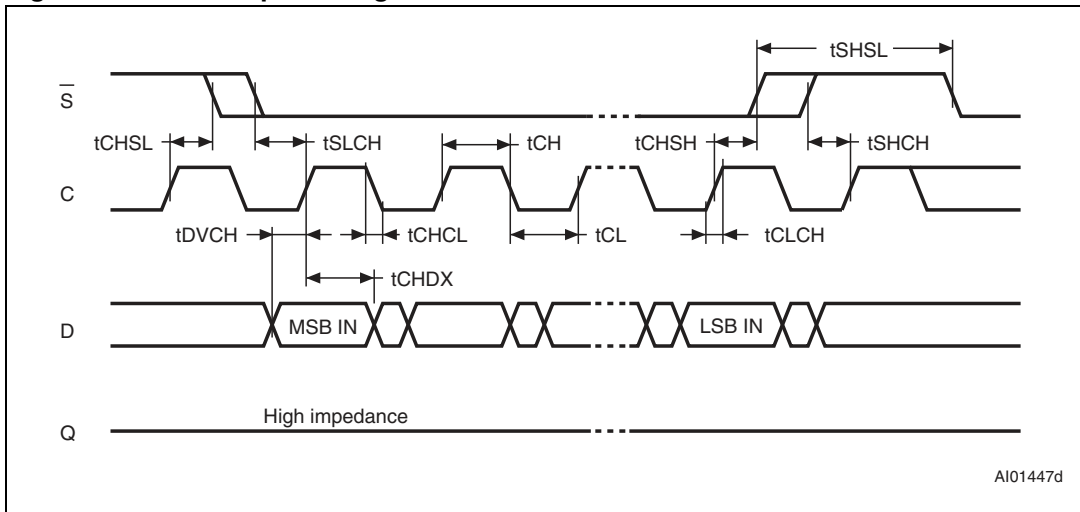 tSHSL
S
tCHSL
tSLCH
tCH
tCHSH
tSHCH
C
tDVCH
tCHCL
tCL
tCLCH
tCHDX
D
MSB IN
LSB IN
High impedance
Q
AI01447d